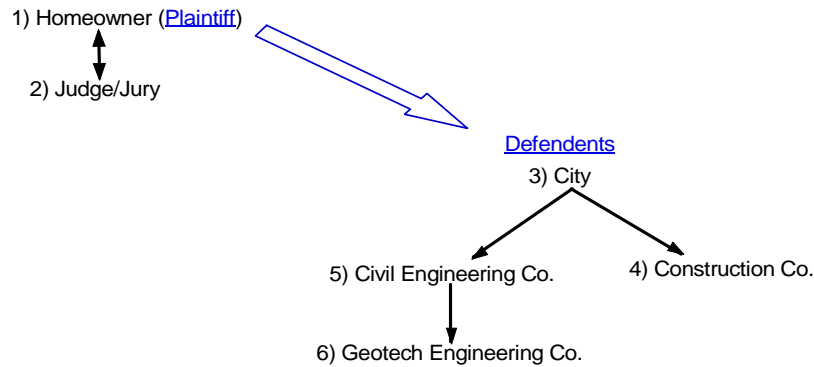 1) Homeowner (Plaintiff)
2) Judge/Jury
Defendents
3) City
5) Civil Engineering Co.
4) Construction Co.
6) Geotech Engineering Co.